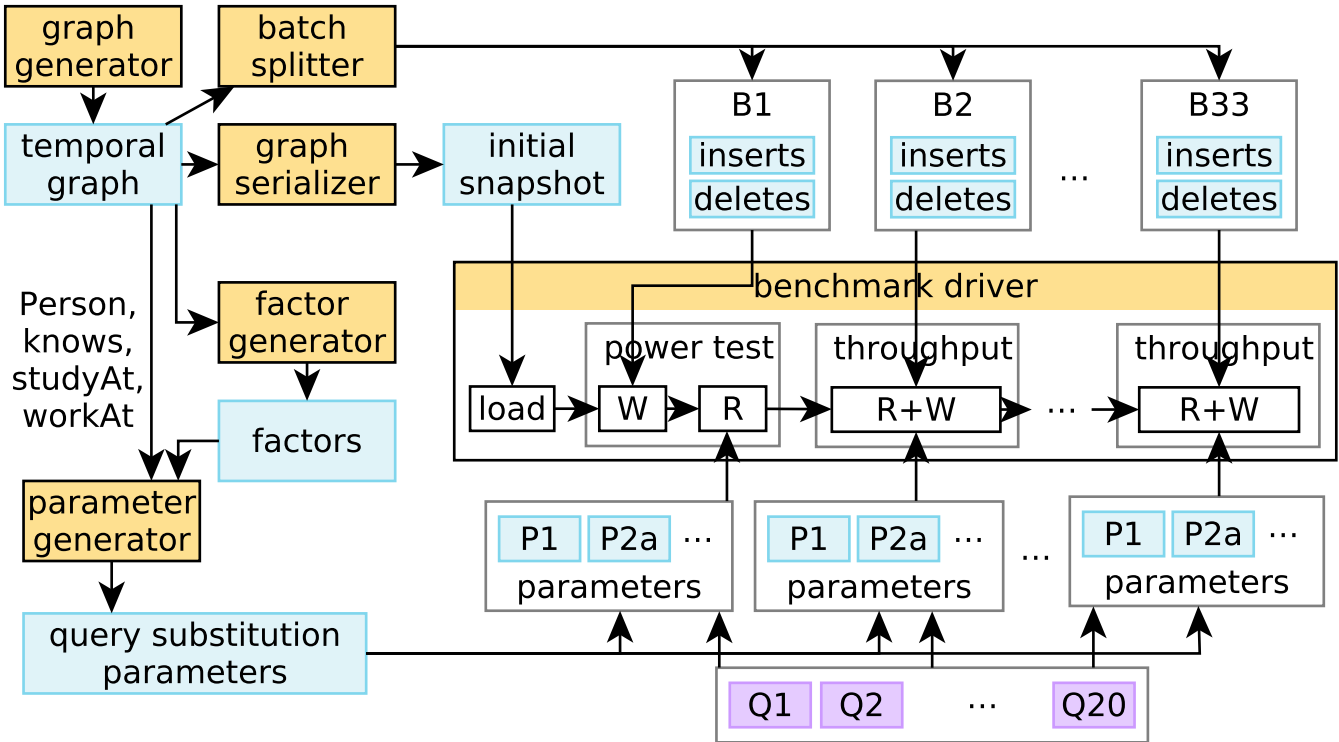 graph
generator
batch
splitter
temporal
graph
graph
serializer
initial
snapshot
B1
inserts
deletes
B2
inserts
deletes
...
B33
inserts
deletes
Person,
knows,
studyAt,
workAt
factor
generator
factors
parameter
generator
query substitution
parameters
benchmark driver
load
power test
W
R
throughput
R+W
...
throughput
R+W
P1 P2a ...
parameters
P1 P2a ...
parameters
...
P1 P2a ...
parameters
Q1 Q2 ... Q20